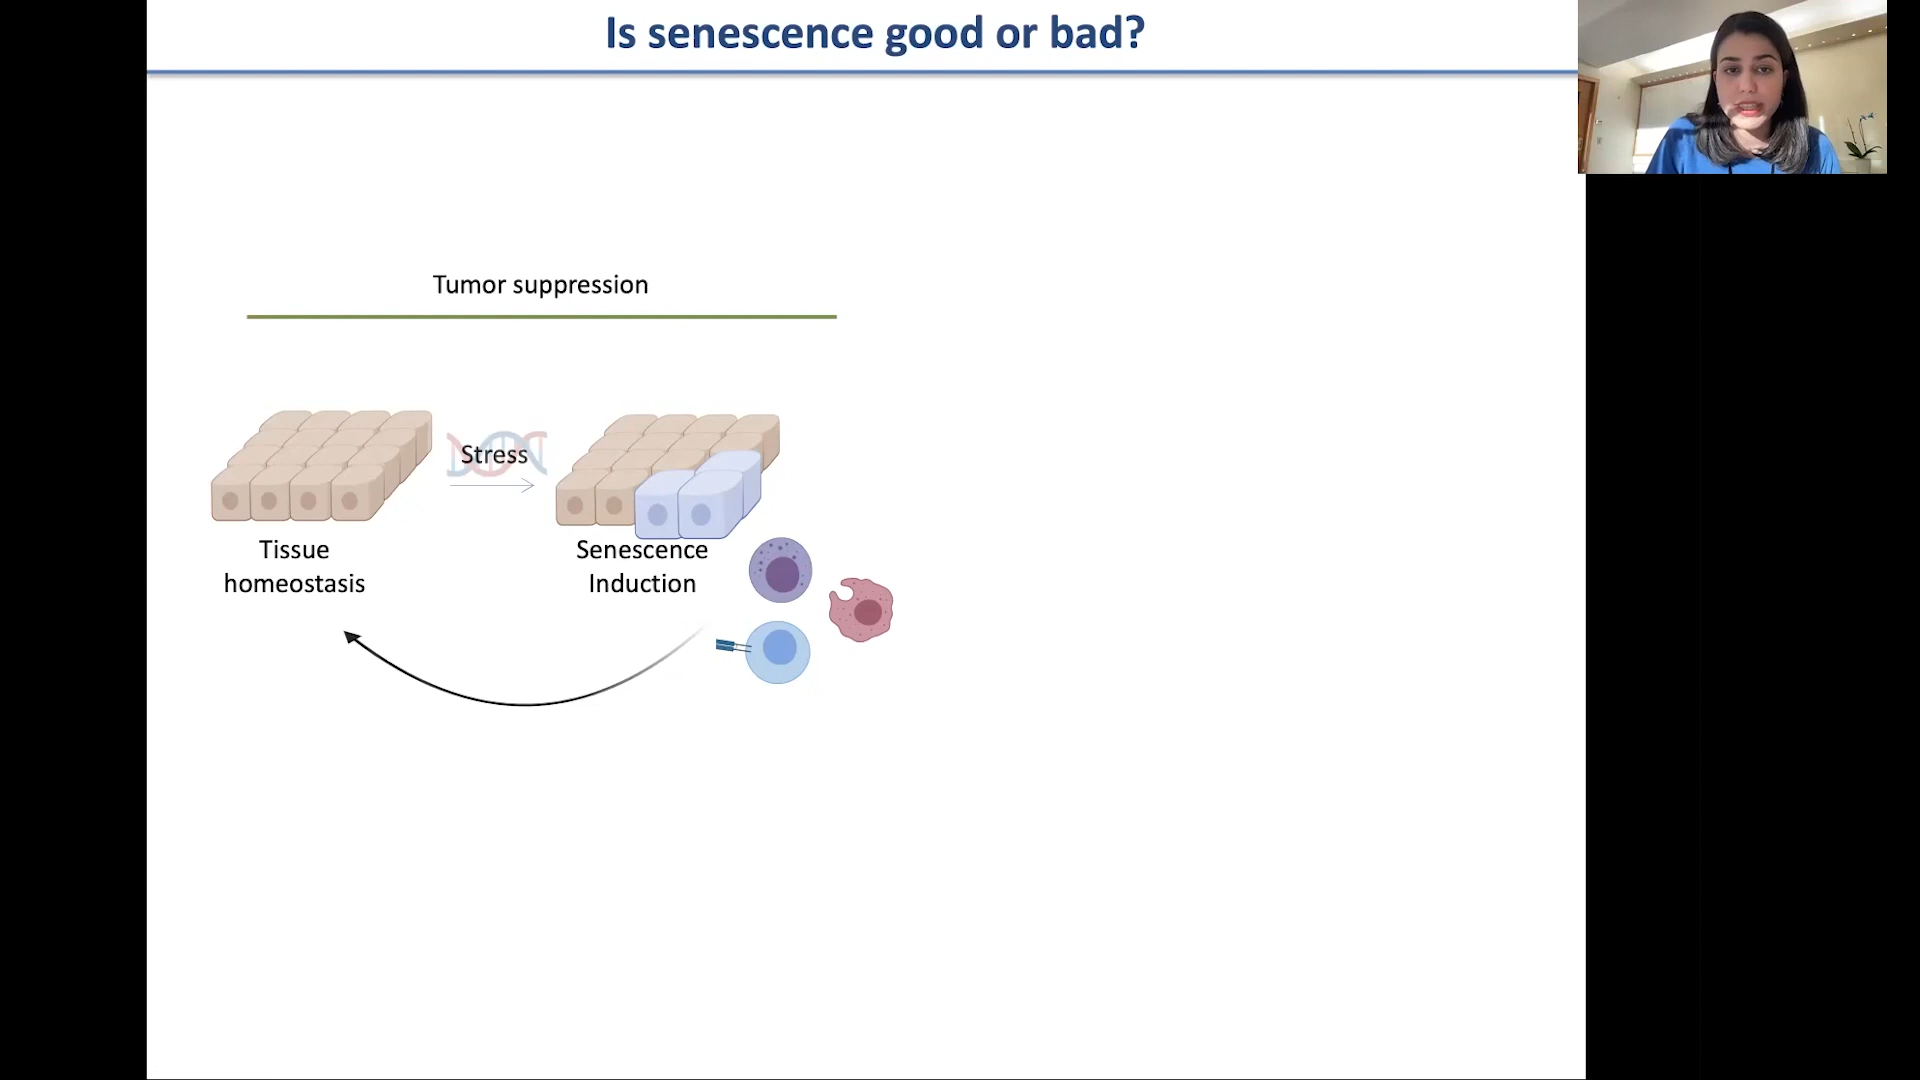 Is senescence good or bad?
Tumor suppression
Stress
Tissue
homeostasis
Senescence
Induction